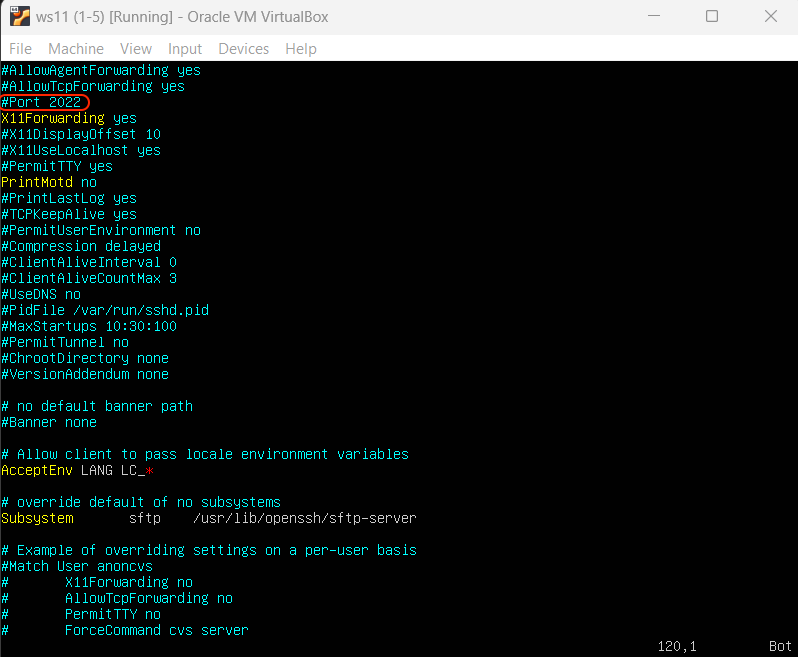 ws11 (1-5) [Running] - Oracle VM VirtualBox
File Machine View Input Devices Help
#AllowAgentForwarding yes
#AllowTcpForwarding yes
#Port 2022
X11Forwarding yes
#X11DisplayOffset 10
#X11UseLocalhost yes
#PermitTTY yes
PrintMotd no
#PrintLastLog yes
#TCPKeepAlive yes
#PermitUserEnvironment no
#Compression delayed
#ClientAliveInterval 0
#ClientAliveCountMax 3
#UseDNS no
#PidFile /var/run/sshd.pid
#MaxStartups 10:30:100
#PermitTunnel no
#ChrootDirectory none
#VersionAddendum none
# no default banner path
#Banner none
# Allow client to pass locale environment variables
AcceptEnv LANG LC_*
# override default of no subsystems
Subsystem sftp /usr/lib/openssh/sftp-server
# Example of overriding settings on a per-user basis
#Match User anoncvs
# X11Forwarding no
# AllowTcpForwarding no
# PermitTTY no
# ForceCommand cvs server
120,1 Bot